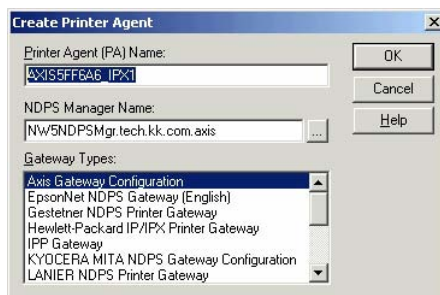 Create Printer Agent
Printer Agent (PA) Name:
AXIS5FF6A6_IPX1
NDPS Manager Name:
NW5NDPSMgr.tech.kk.com.axis
...
Gateway Types:
Axis Gateway Configuration
EpsonNet NDPS Gateway (English)
Gestetner NDPS Printer Gateway
Hewlett-Packard IP/IPX Printer Gateway
IPP Gateway
KYOCERA MITA NDPS Gateway Configuration
LANIER NDPS Printer Gateway
OK
Cancel
Help